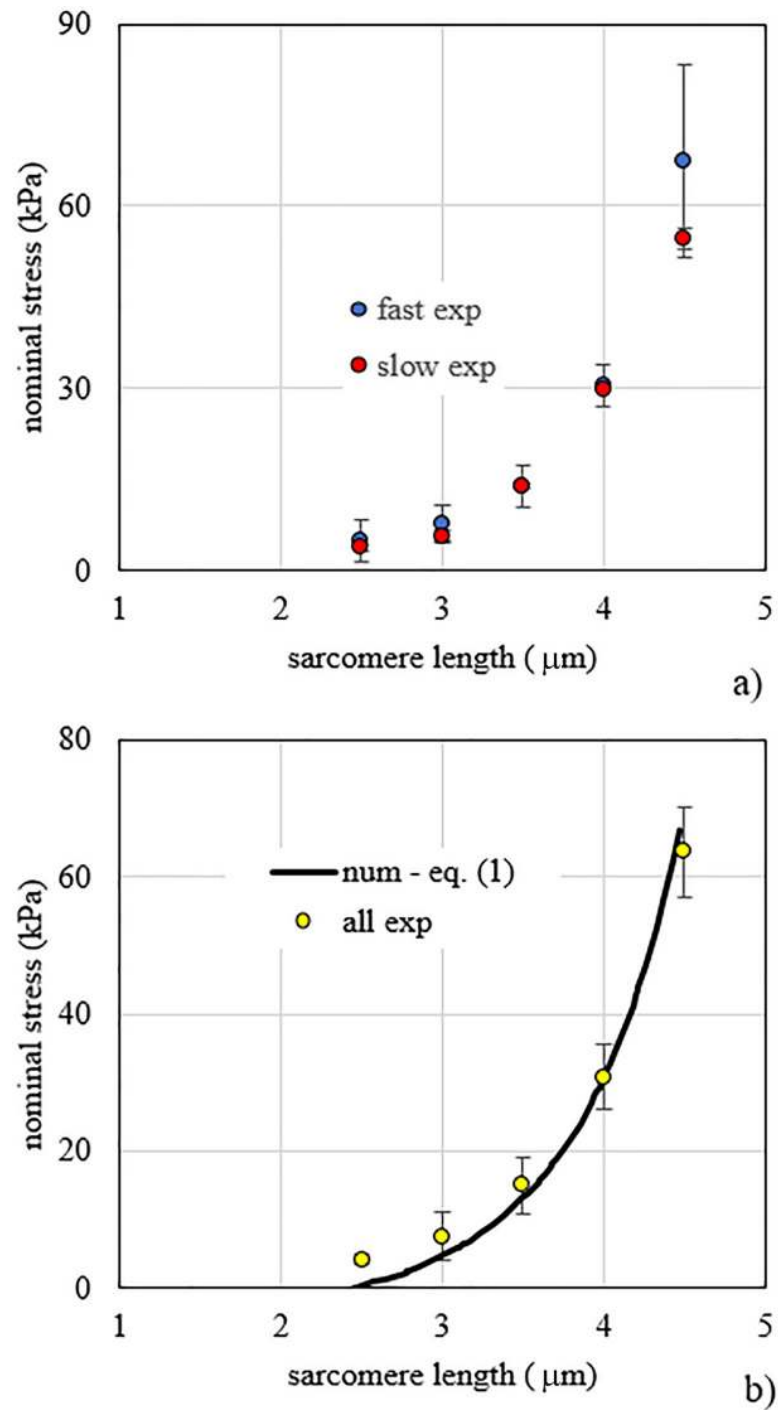 90
60
30
0
nominal stress (kPa)
fast exp
slow exp
1 2 3 4 5
sarcomere length ( μm)
a)
80
60
40
20
0
nominal stress (kPa)
num - eq. (1)
all exp
1 2 3 4 5
sarcomere length ( μm)
b)